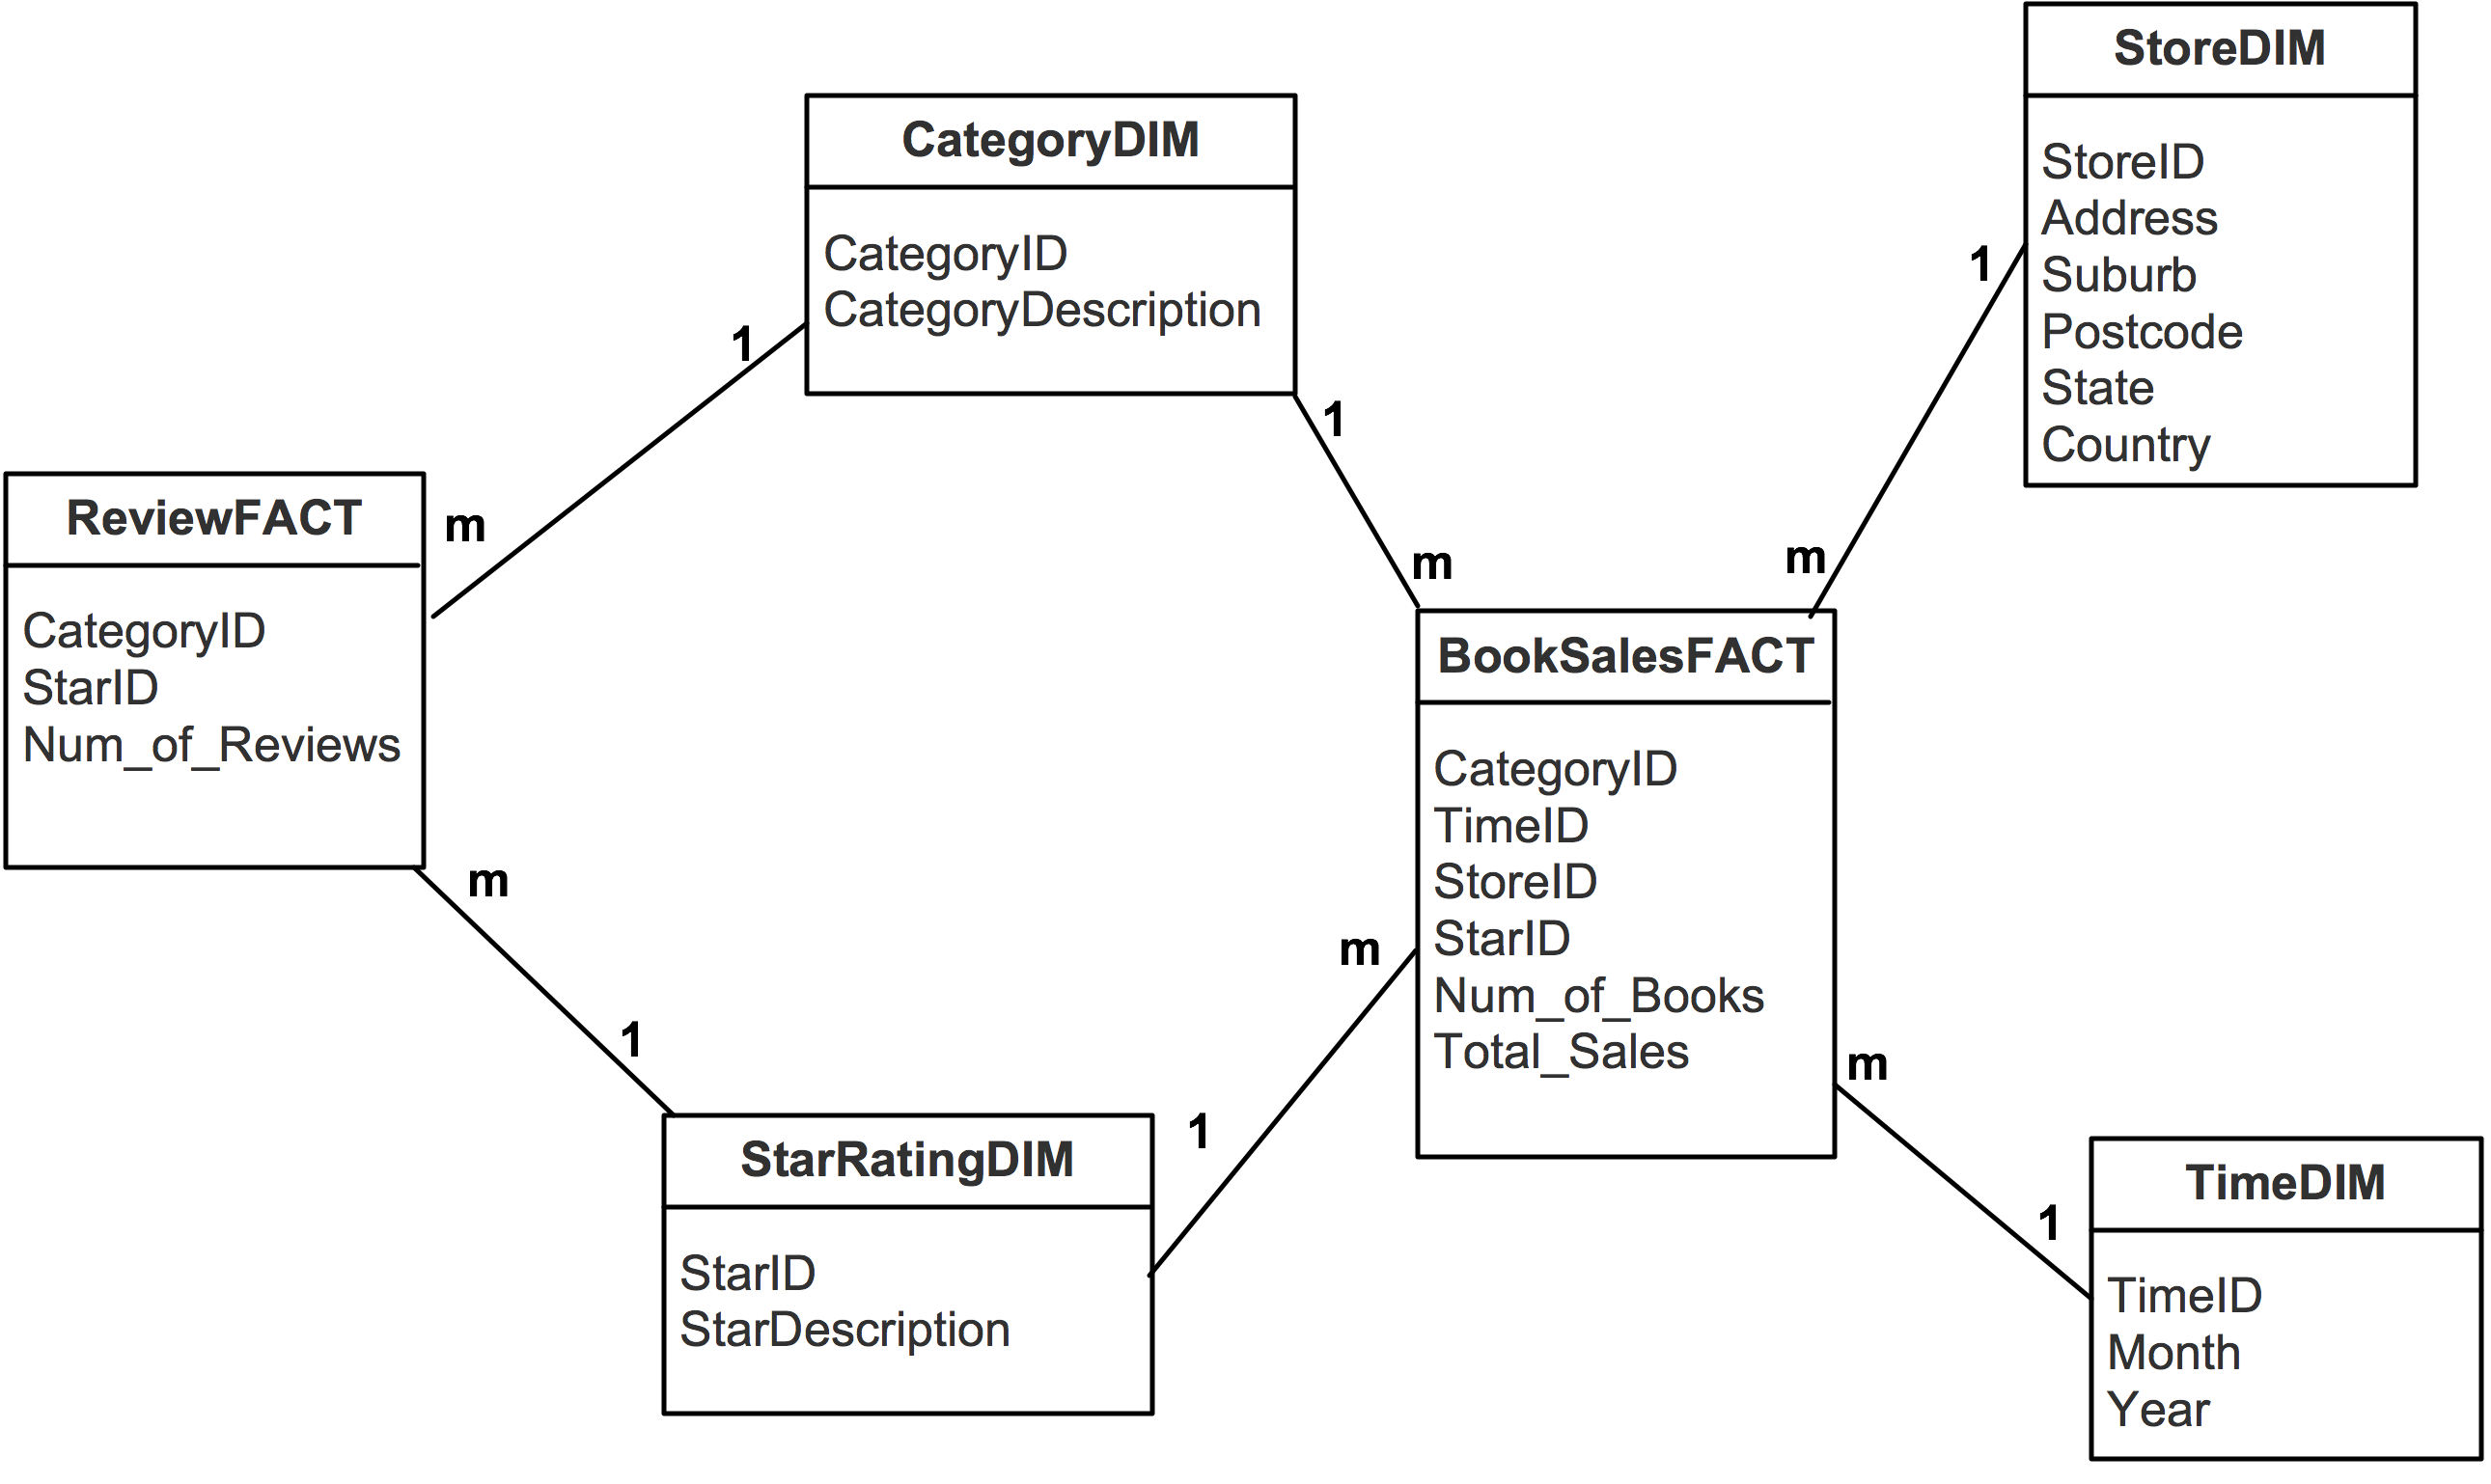 StoreDIM
StoreID
Address
Suburb
Postcode
State
Country
1
m
CategoryDIM
CategoryID
CategoryDescription
1
m
1
m
ReviewFACT
CategoryID
StarID
Num_of_Reviews
m
1
BookSalesFACT
CategoryID
TimeID
StoreID
StarID
Num_of_Books
Total_Sales
m
1
m
1
StarRatingDIM
StarID
StarDescription
TimeDIM
TimeID
Month
Year